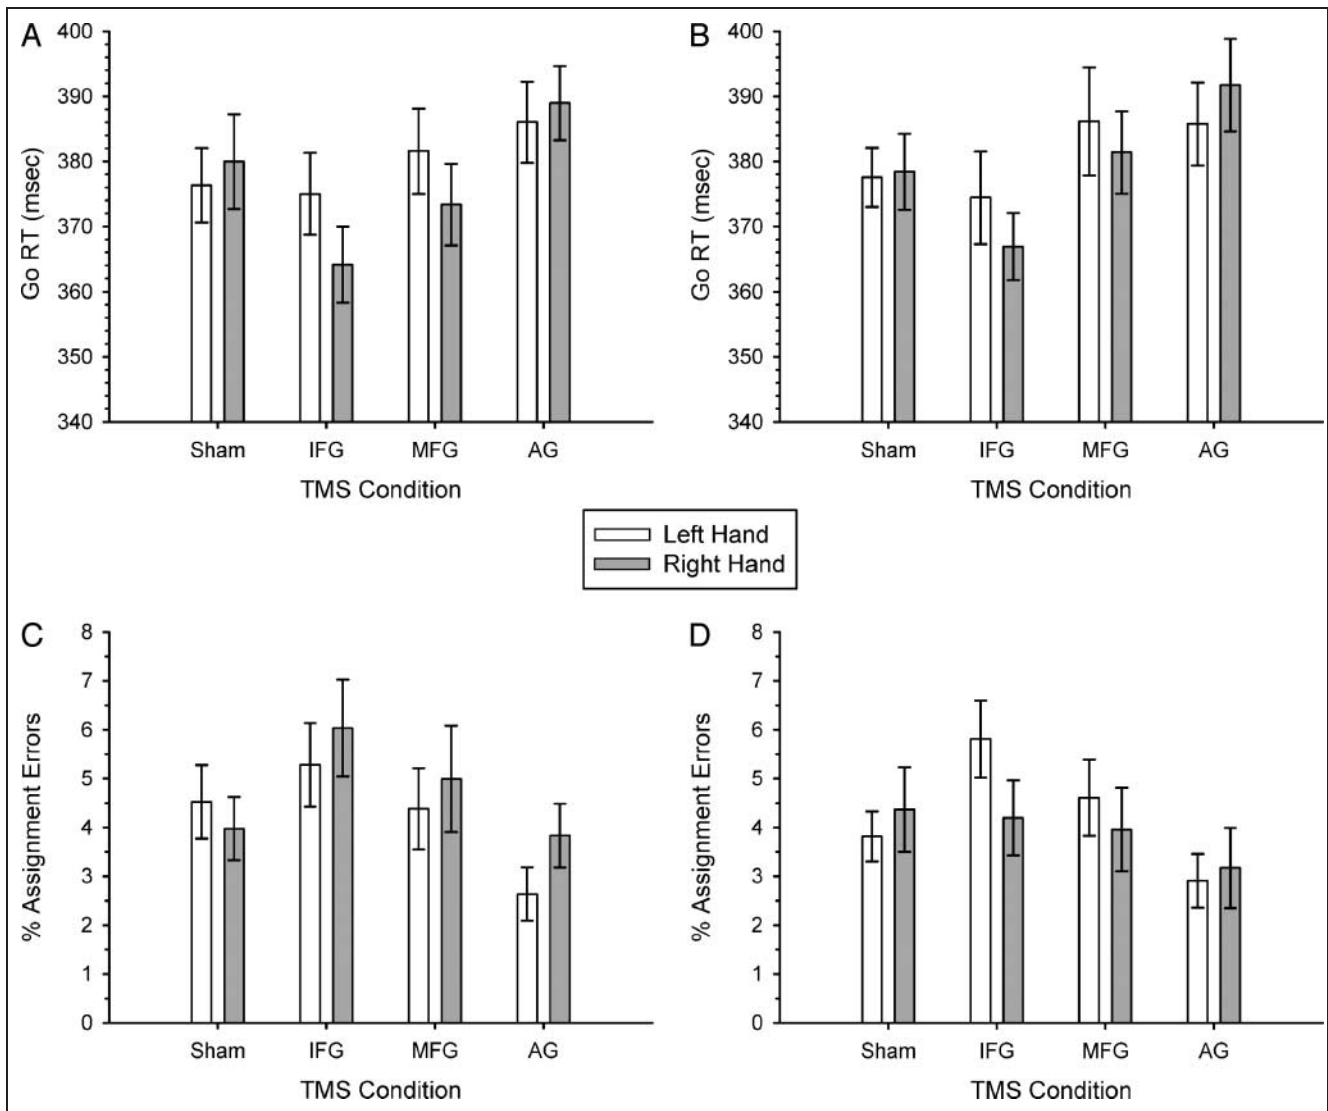 A
400
390
380
370
360
350
340
Go RT (msec)
Sham IFG MFG AG
TMS Condition
B
400
390
380
370
360
350
340
Go RT (msec)
Sham IFG MFG AG
TMS Condition
Left Hand
Right Hand
C
8
7
6
5
4
3
2
1
0
% Assignment Errors
Sham IFG MFG AG
TMS Condition
D
8
7
6
5
4
3
2
1
0
% Assignment Errors
Sham IFG MFG AG
TMS Condition